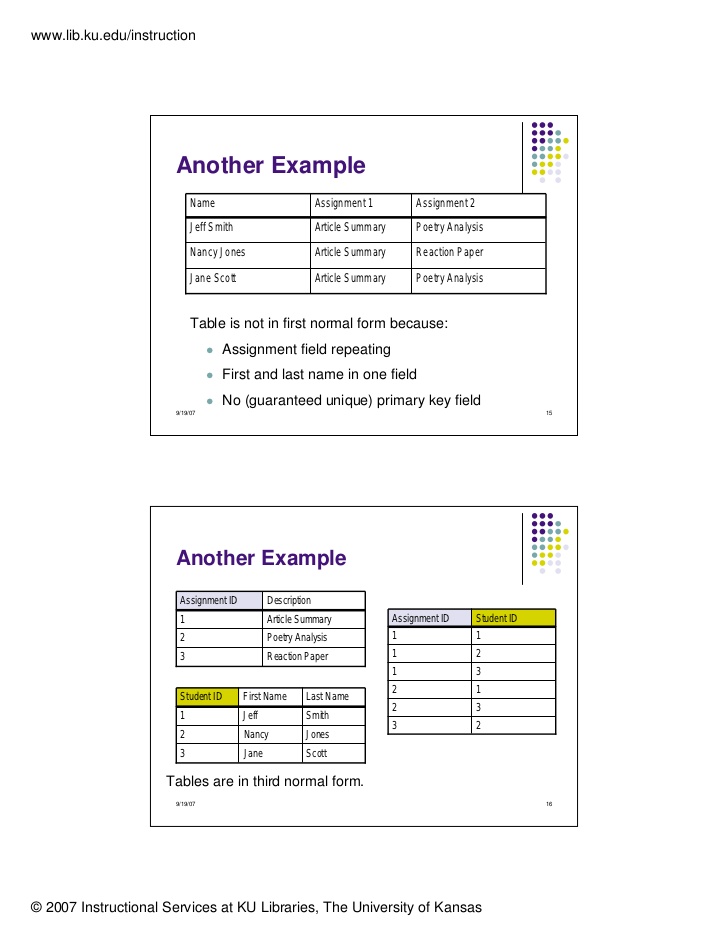 www.lib.ku.edu/instruction
Another Example
Name Assignment 1 Assignment 2
Jeff Smith Article Summary Poetry Analysis
Nancy Jones Article Summary Reaction Paper
Jane Scott Article Summary Poetry Analysis
Table is not in first normal form because:
Assignment field repeating
First and last name in one field
No (guaranteed unique) primary key field
9/19/07 15
Another Example
Assignment ID Description
1 Article Summary
2 Poetry Analysis
3 Reaction Paper
Student ID First Name Last Name
1 Jeff Smith
2 Nancy Jones
3 Jane Scott
Assignment ID Student ID
1 1
1 2
1 3
2 1
2 3
3 2
Tables are in third normal form.
9/19/07 16
© 2007 Instructional Services at KU Libraries, The University of Kansas